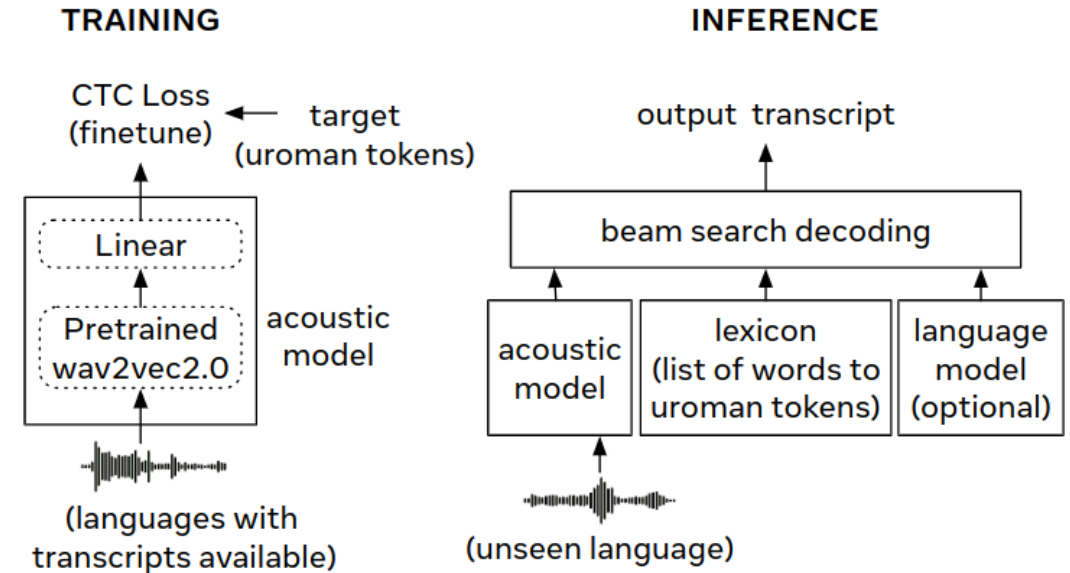 TRAINING
CTC Loss
(finetune)
target
(uroman tokens)
Linear
Pretrained
wav2vec2.0
acoustic
model
(languages with
transcripts available)
INFERENCE
output transcript
beam search decoding
acoustic
model
lexicon
(list of words to
uroman tokens)
language
model
(optional)
(unseen language)